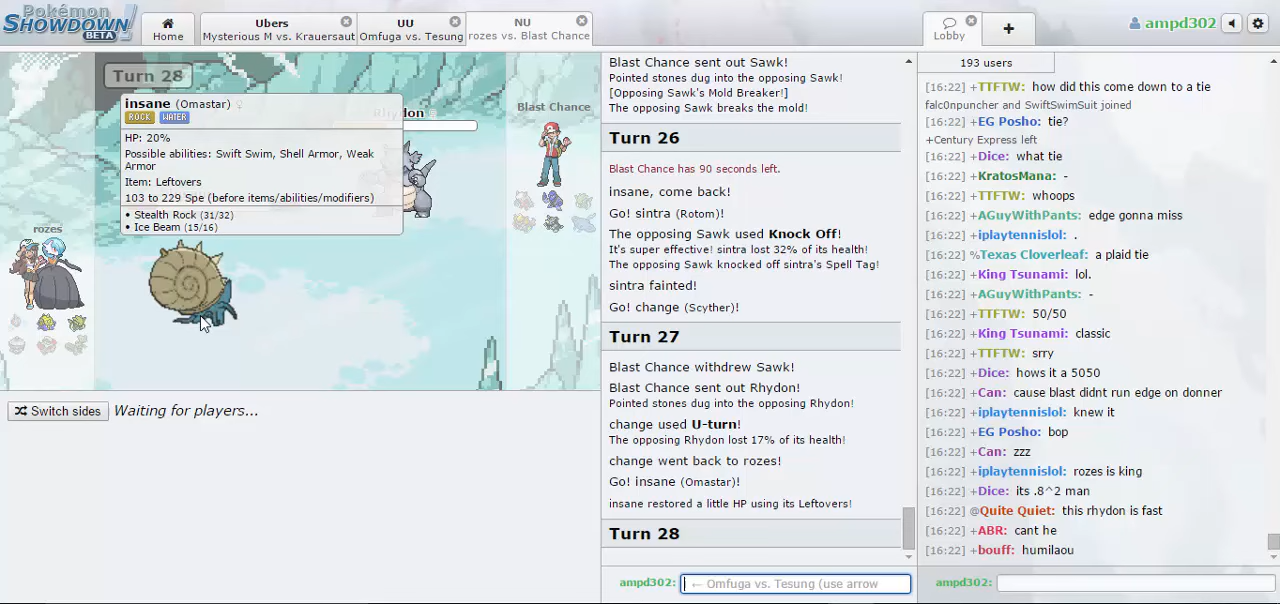 Pokémon
SHOWDOWN!
BETA
Home
Ubers
Mysterious M vs. Krauersaut
UU
Omfuga vs. Tesung
NU
rozes vs. Blast Chance
Lobby
+
ampd302
Turn 28
insane (Omastar) ♀
ROCK WATER
HP: 20%
Possible abilities: Swift Swim, Shell Armor, Weak
Armor
Item: Leftovers
103 to 229 Spe (before items/abilities/modifiers)
• Stealth Rock (31/32)
• Ice Beam (15/16)
Rhydon
Blast Chance
rozes
Switch sides
Waiting for players...
Blast Chance sent out Sawk!
Pointed stones dug into the opposing Sawk!
[Opposing Sawk's Mold Breaker!]
The opposing Sawk breaks the mold!
Turn 26
Blast Chance has 90 seconds left.
insane, come back!
Go! sintra (Rotom)!
The opposing Sawk used Knock Off!
It's super effective! sintra lost 32% of its health!
The opposing Sawk knocked off sintra's Spell Tag!
sintra fainted!
Go! change (Scyther)!
Turn 27
Blast Chance withdrew Sawk!
Blast Chance sent out Rhydon!
Pointed stones dug into the opposing Rhydon!
change used U-turn!
The opposing Rhydon lost 17% of its health!
change went back to rozes!
Go! insane (Omastar)!
insane restored a little HP using its Leftovers!
Turn 28
ampd302: ← Omfuga vs. Tesung (use arrow
193 users
[16:22] +TTFTW: how did this come down to a tie
falc0npuncher and SwiftSwimSuit joined
[16:22] +EG Posho: tie?
+Century Express left
[16:22] +Dice: what tie
[16:22] +KratosMana: -
[16:22] +TTFTW: whoops
[16:22] +AGuyWithPants: edge gonna miss
[16:22] +iplaytennislol: .
[16:22] %Texas Cloverleaf: a plaid tie
[16:22] +King Tsunami: lol.
[16:22] +AGuyWithPants: -
[16:22] +TTFTW: 50/50
[16:22] +King Tsunami: classic
[16:22] +TTFTW: srry
[16:22] +Dice: hows it a 5050
[16:22] +Can: cause blast didnt run edge on donner
[16:22] +iplaytennislol: knew it
[16:22] +EG Posho: bop
[16:22] +Can: zzz
[16:22] +iplaytennislol: rozes is king
[16:22] +Dice: its .8^2 man
[16:22] @Quite Quiet: this rhydon is fast
[16:22] +ABR: cant he
[16:22] +bouff: humilaou
ampd302: